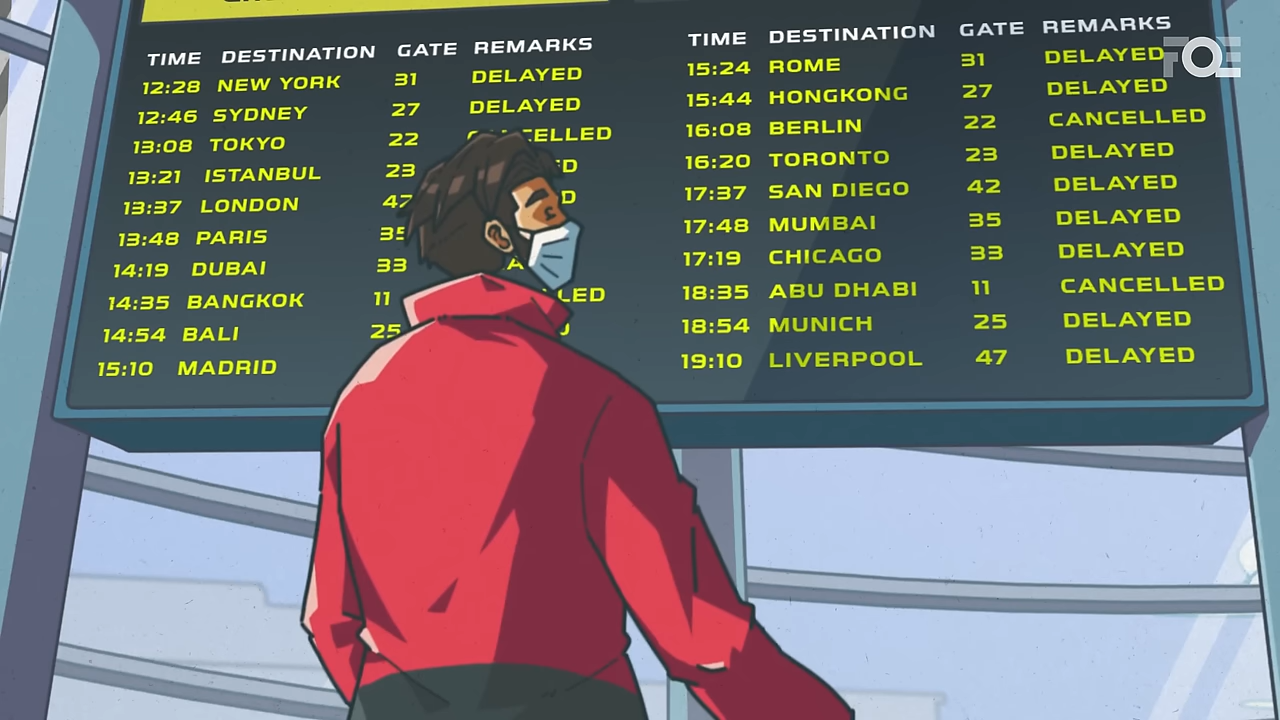 TIME DESTINATION GATE REMARKS
12:28 NEW YORK 31 DELAYED
12:46 SYDNEY 27 DELAYED
13:08 TOKYO 22
13:21 ISTANBUL 23
13:37 LONDON
13:48 PARIS
14:19 DUBAI 33
14:35 BANGKOK 11
14:54 BALI 25
15:10 MADRID
TIME DESTINATION GATE REMARKS
15:24 ROME 31 DELAYED
15:44 HONGKONG 27 DELAYED
16:08 BERLIN 22 CANCELLED
16:20 TORONTO 23 DELAYED
17:37 SAN DIEGO 42 DELAYED
17:48 MUMBAI 35 DELAYED
17:19 CHICAGO 33 DELAYED
18:35 ABU DHABI 11 CANCELLED
18:54 MUNICH 25 DELAYED
19:10 LIVERPOOL 47 DELAYED
FOE